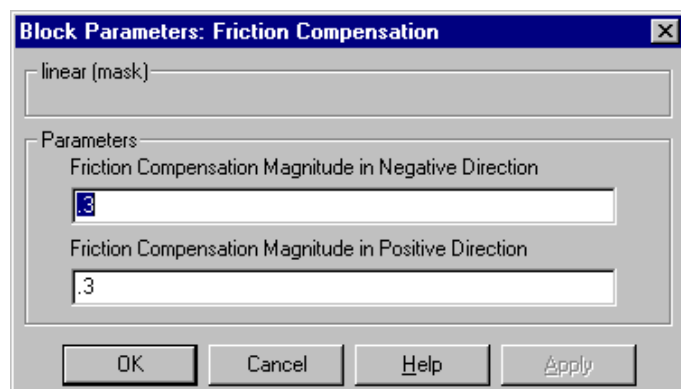 Block Parameters: Friction Compensation
linear (mask)
Parameters
Friction Compensation Magnitude in Negative Direction
.3
Friction Compensation Magnitude in Positive Direction
.3
OK Cancel Help Apply